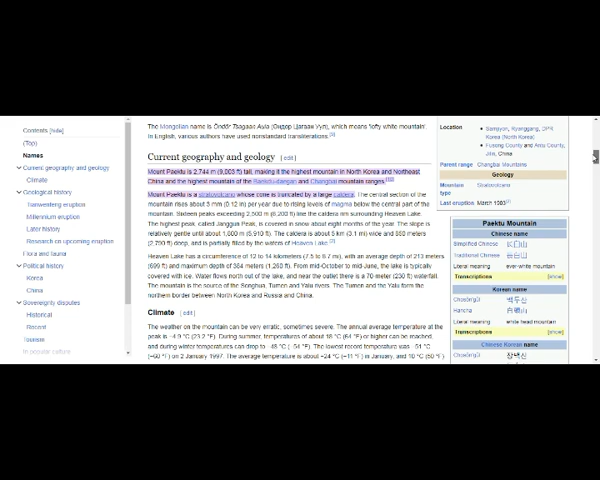 Contents [hide]
(Top)
Names
Current geography and geology
Climate
Geological history
Tianwenfeng eruption
Millennium eruption
Later history
Research on upcoming eruption
Flora and fauna
Political history
Korea
China
Sovereignty disputes
Historical
Recent
Tourism
In popular culture
In English, various authors have used nonstandard transliterations.
Current geography and geology [ edit ]
Mount Paektu is 2,744 m (9,003 ft) tall, making it the highest mountain in North Korea and Northeast
China and the highest mountain of the Baekdu-daegan and Changbai mountain ranges.
Mount Paektu is a stratovolcano whose cone is truncated by a large caldera. The central section of the
mountain rises about 3 mm (0.12 in) per year due to rising levels of magma below the central part of the
mountain. Sixteen peaks exceeding 2,500 m (8,200 ft) line the caldera rim surrounding Heaven Lake.
The highest peak, called Janggun Peak, is covered in snow about eight months of the year. The slope is
relatively gentle until about 1,800 m (5,910 ft). The caldera is about 5 km (3.1 mi) wide and 850 meters
(2,790 ft) deep, and is partially filled by the waters of Heaven Lake.
Heaven Lake has a circumference of 12 to 14 kilometers (7.5 to 8.7 mi), with an average depth of 213 meters
(699 ft) and maximum depth of 384 meters (1,260 ft). From mid-October to mid-June, the lake is typically
covered with ice. Water flows north out of the lake, and near the outlet there is a 70 meter (230 ft) waterfall.
The mountain is the source of the Songhua, Tumen and Yalu rivers. The Tumen and the Yalu form the
northern border between North Korea and Russia and China.
Climate [ edit ]
The weather on the mountain can be very erratic, sometimes severe. The annual average temperature at the
peak is −4.9 °C (23.2 °F). During summer, temperatures of about 18 °C (64 °F) or higher can be reached,
and during winter temperatures can drop to −48 °C (−54 °F). The lowest record temperature was −51 °C
(−60 °F) on 2 January 1997. The average temperature is about −24 °C (−11 °F) in January, and 10 °C (50 °F)
Location
Samjiyon, Ryanggang, DPR
Korea (North Korea)
Fusong County and Antu County,
Jilin, China
Parent range Changbai Mountains
Geology
Mountain type Stratovolcano
Last eruption March 1903
Paektu Mountain
Chinese name
Simplified Chinese 长白山
Traditional Chinese 長白山
Literal meaning ever-white mountain
Transcriptions [show]
Korean name
Chosŏn'gŭl 백두산
Hancha 白頭山
Literal meaning white head mountain
Transcriptions [show]
Chinese Korean name
Chosŏn'gŭl 장백산